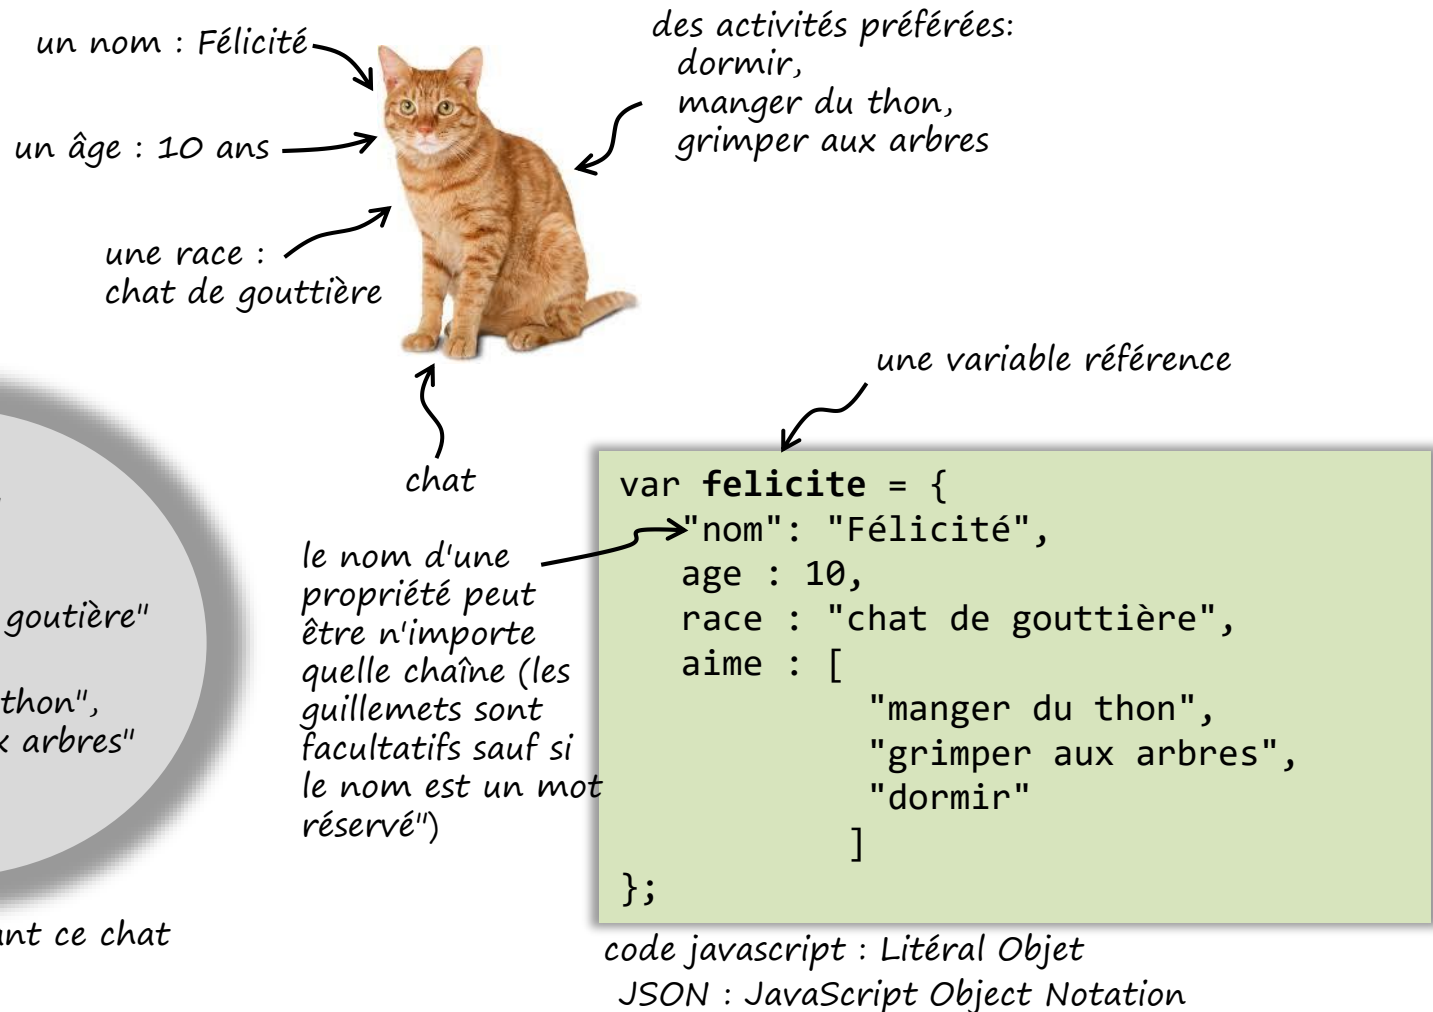 un nom : Félicité
un âge : 10 ans
une race :
chat de gouttière
des activités préférées:
dormir,
manger du thon,
grimper aux arbres
chat
goutière"
thon",
arbres"
ce chat
le nom d'une
propriété peut
être n'importe
quelle chaîne (les
guillemets sont
facultatifs sauf si
le nom est un mot
réservé")
une variable référence
var felicite = {
"nom": "Félicité",
age : 10,
race : "chat de gouttière",
aime : [
"manger du thon",
"grimper aux arbres",
"dormir"
]
};
code javascript : Litéral Objet
JSON : JavaScript Object Notation